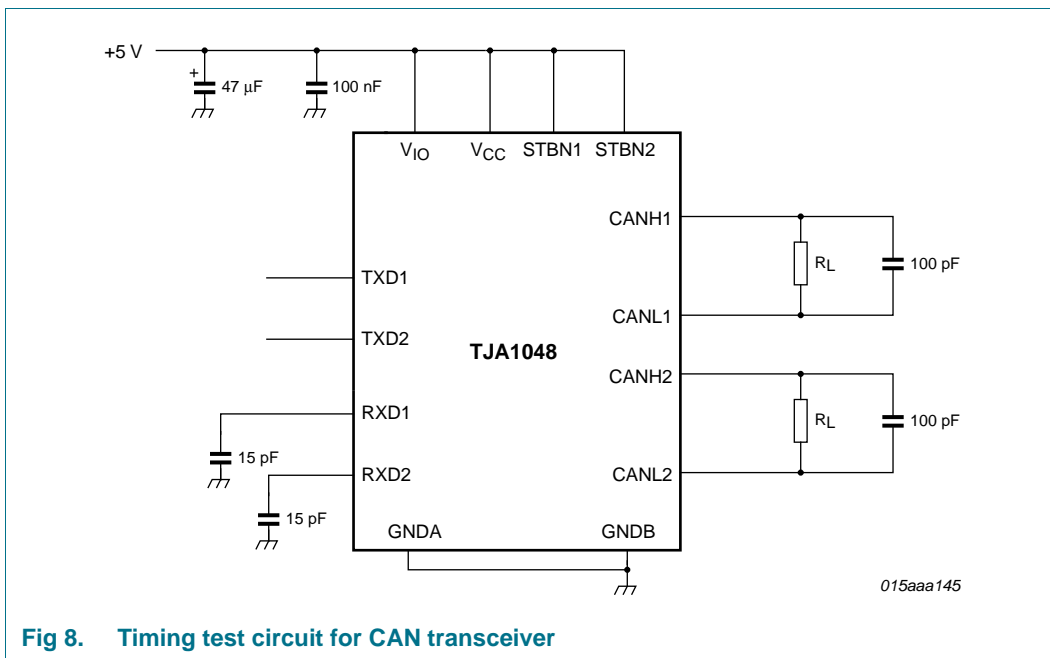 +5 V
+
47 μF
100 nF
VIO
VCC
STBN1
STBN2
CANH1
RL
100 pF
TXD1
CANL1
TXD2
TJA1048
CANH2
RXD1
RL
100 pF
15 pF
RXD2
CANL2
15 pF
GNDA
GNDB
015aaa145
Fig 8. Timing test circuit for CAN transceiver